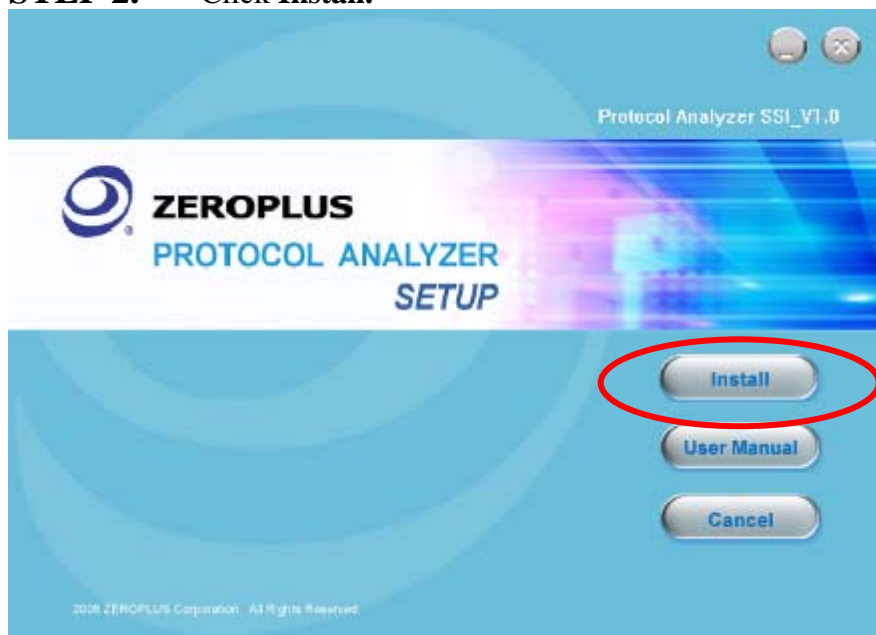 STEP 2. Click Install.
Protocol Analyzer SSI_V1.0
ZEROPLUS
PROTOCOL ANALYZER
SETUP
Install
User Manual
Cancel
2008 ZEROPLUS Corporation. All Rights Reserved